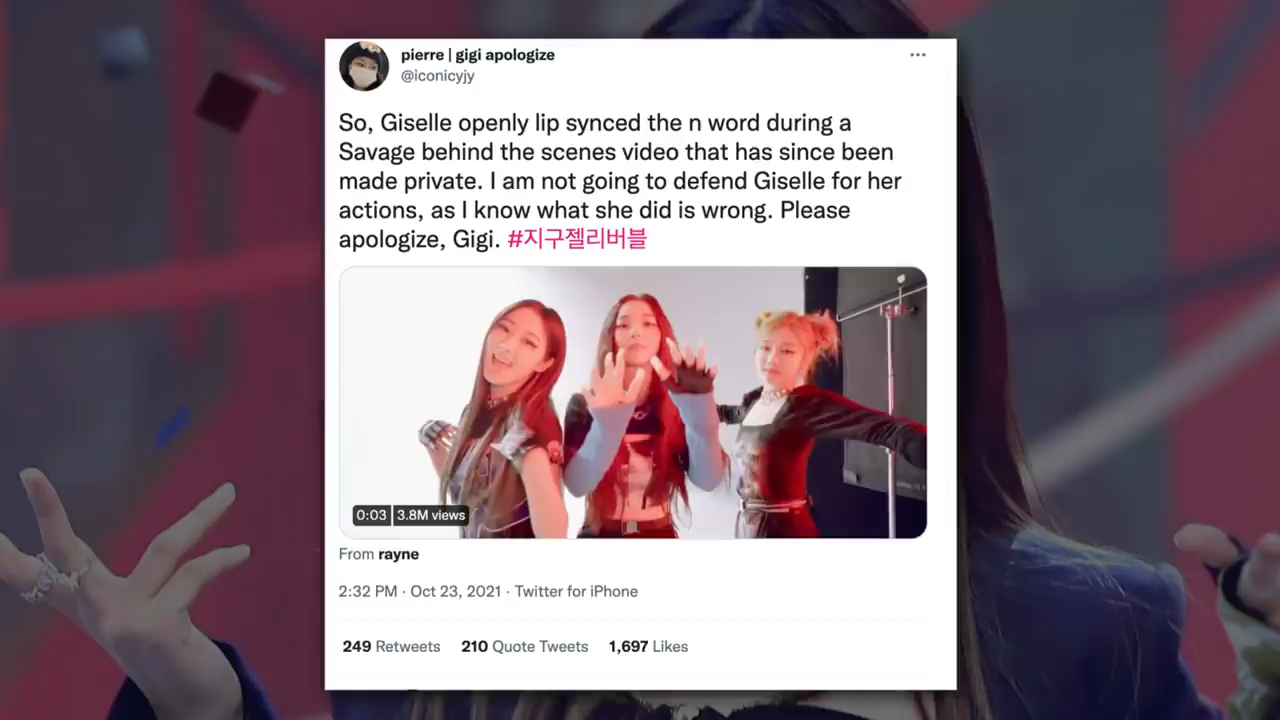 pierre | gigi apologize
@iconicyjy
So, Giselle openly lip synced the n word during a
Savage behind the scenes video that has since been
made private. I am not going to defend Giselle for her
actions, as I know what she did is wrong. Please
apologize, Gigi. #지구젤리버블
0:03 3.8M views
From rayne
2:32 PM · Oct 23, 2021 · Twitter for iPhone
249 Retweets 210 Quote Tweets 1,697 Likes